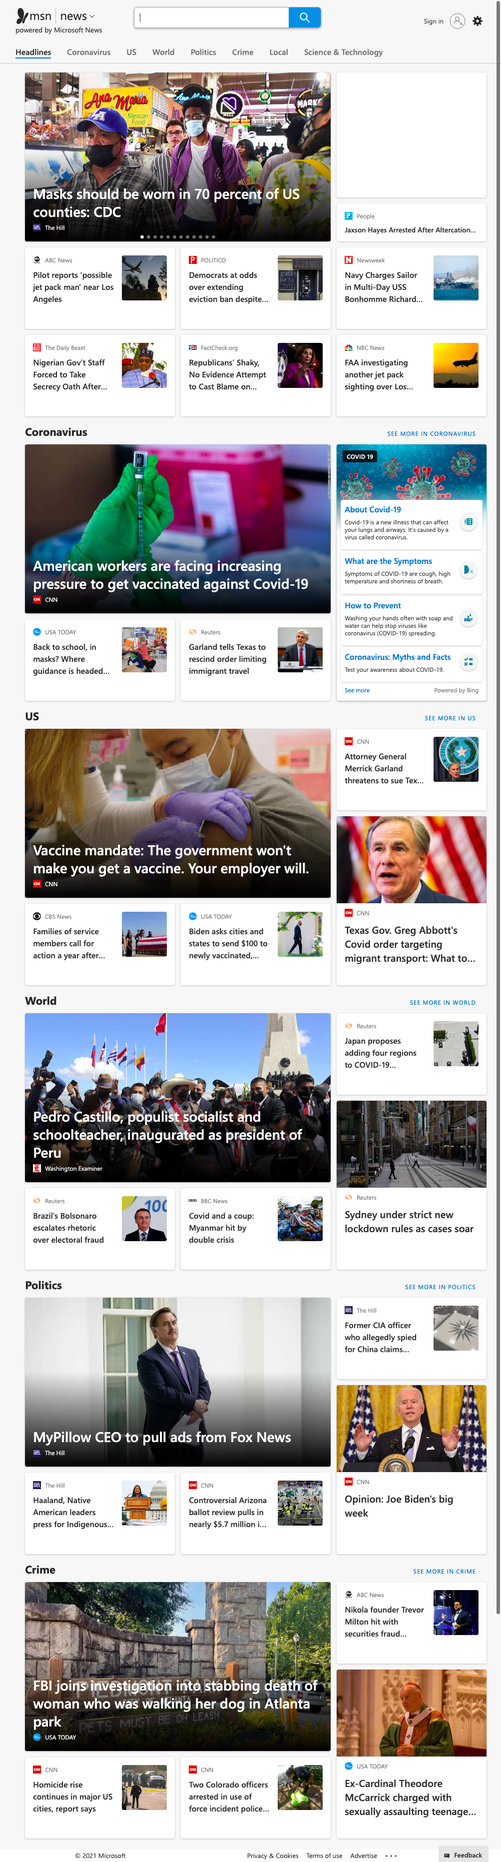 msn news
powered by Microsoft News
Sign in
Headlines Coronavirus US World Politics Crime Local Science & Technology
Ana Maria
Mexican Food
Masks should be worn in 70 percent of US
counties: CDC
The Hill
People
Jaxson Hayes Arrested After Altercation...
ABC News
Pilot reports 'possible
jet pack man' near Los
Angeles
POLITICO
Democrats at odds
over extending
eviction ban despite...
Newsweek
Navy Charges Sailor
in Multi-Day USS
Bonhomme Richard...
The Daily Beast
Nigerian Gov't Staff
Forced to Take
Secrecy Oath After...
FactCheck.org
Republicans' Shaky,
No Evidence Attempt
to Cast Blame on...
NBC News
FAA investigating
another jet pack
sighting over Los...
Coronavirus
SEE MORE IN CORONAVIRUS
American workers are facing increasing
pressure to get vaccinated against Covid-19
CNN
COVID 19
About Covid-19
Covid-19 is a new illness that can affect
your lungs and airways. It's caused by a
virus called coronavirus.
What are the Symptoms
Symptoms of COVID-19 are cough, high
temperature and shortness of breath.
How to Prevent
Washing your hands often with soap and
water can help stop viruses like
coronavirus (COVID-19) spreading.
Coronavirus: Myths and Facts
Test your awareness about COVID-19.
See more
Powered by Bing
USA TODAY
Back to school, in
masks? Where
guidance is headed...
Reuters
Garland tells Texas to
rescind order limiting
immigrant travel
US
SEE MORE IN US
Vaccine mandate: The government won't
make you get a vaccine. Your employer will.
CNN
CNN
Attorney General
Merrick Garland
threatens to sue Tex...
CNN
Texas Gov. Greg Abbott's
Covid order targeting
migrant transport: What to...
CBS News
Families of service
members call for
action a year after...
USA TODAY
Biden asks cities and
states to send $100 to
newly vaccinated,...
World
SEE MORE IN WORLD
Pedro Castillo, populist socialist and
schoolteacher, inaugurated as president of
Peru
Washington Examiner
Reuters
Japan proposes
adding four regions
to COVID-19...
Reuters
Sydney under strict new
lockdown rules as cases soar
Reuters
Brazil's Bolsonaro
escalates rhetoric
over electoral fraud
BBC News
Covid and a coup:
Myanmar hit by
double crisis
Politics
SEE MORE IN POLITICS
MyPillow CEO to pull ads from Fox News
The Hill
The Hill
Former CIA officer
who allegedly spied
for China claims...
CNN
Opinion: Joe Biden's big
week
The Hill
Haaland, Native
American leaders
press for Indigenous...
CNN
Controversial Arizona
ballot review pulls in
nearly $5.7 million i...
Crime
SEE MORE IN CRIME
PETS MUST BE ON LEASH
FBI joins investigation into stabbing death of
woman who was walking her dog in Atlanta
park
USA TODAY
ABC News
Nikola founder Trevor
Milton hit with
securities fraud...
USA TODAY
Ex-Cardinal Theodore
McCarrick charged with
sexually assaulting teenage...
CNN
Homicide rise
continues in major US
cities, report says
CNN
Two Colorado officers
arrested in use of
force incident police...
© 2021 Microsoft
Privacy & Cookies Terms of use Advertise
Feedback